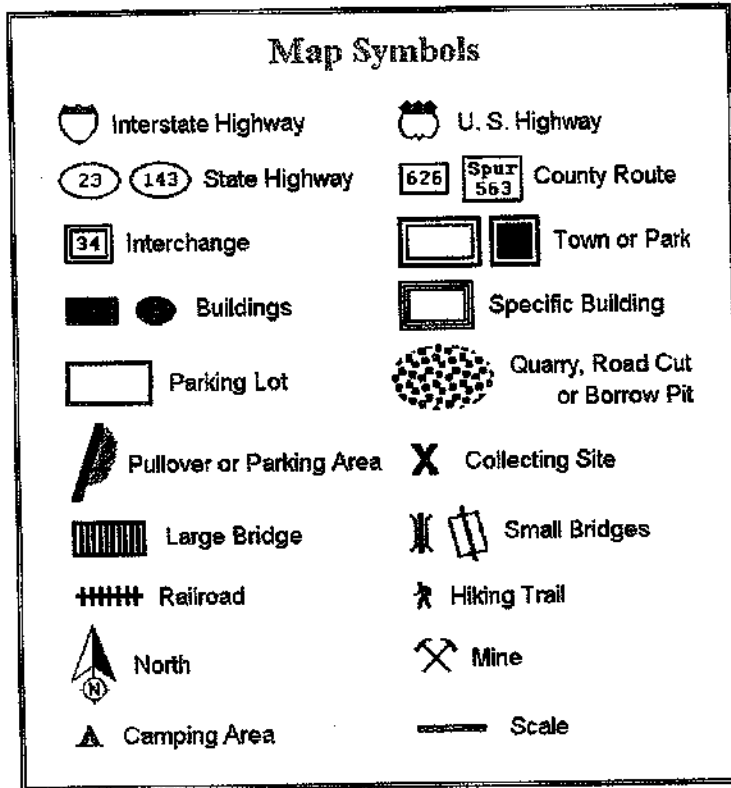 Map Symbols
Interstate Highway
U. S. Highway
23 143 State Highway
626 Spur 563 County Route
34 Interchange
Town or Park
Buildings
Specific Building
Parking Lot
Quarry, Road Cut
or Borrow Pit
Pullover or Parking Area
X Collecting Site
Large Bridge
Small Bridges
Railroad
Hiking Trail
N
North
Mine
Camping Area
Scale